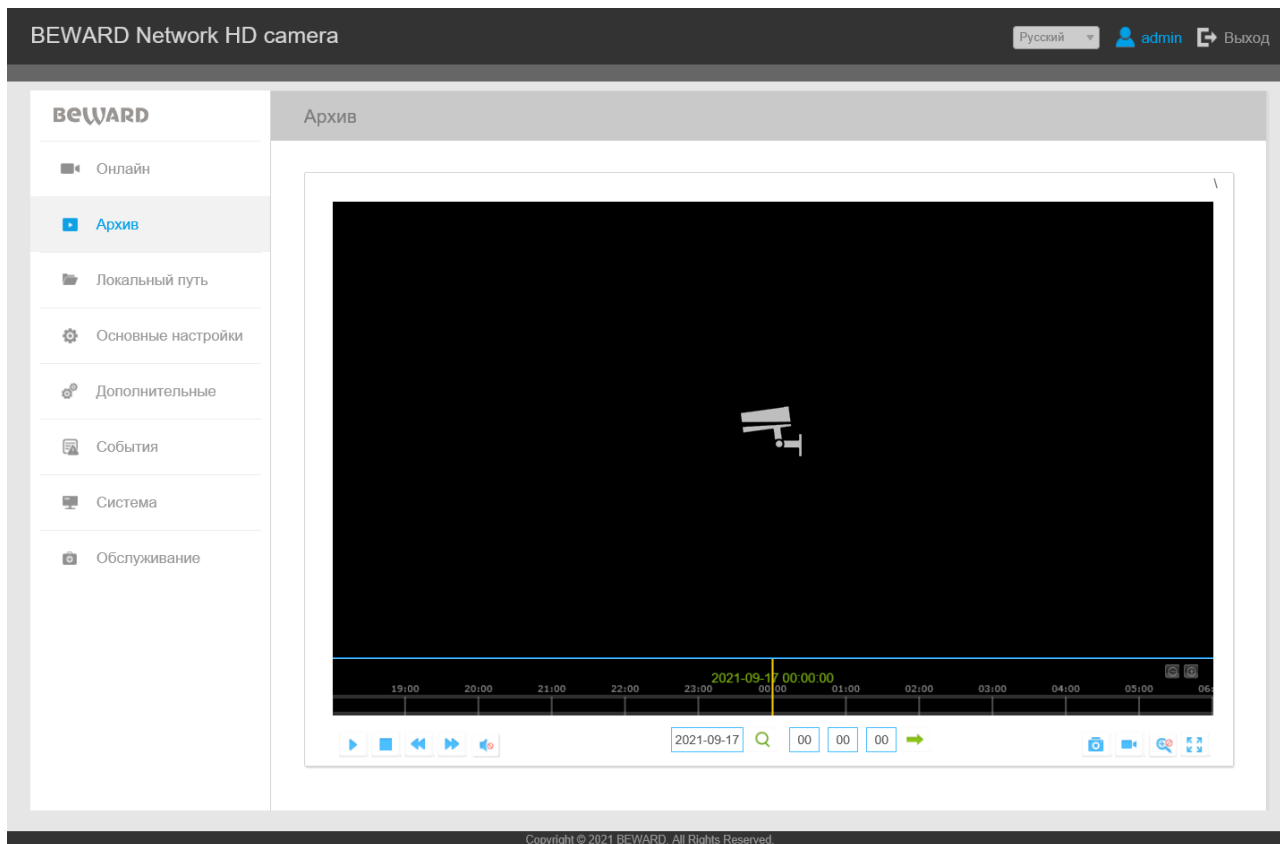 BEWARD Network HD camera
Русский admin Выход
BEWARD
Архив
Онлайн
Архив
Локальный путь
Основные настройки
Дополнительные
События
Система
Обслуживание
\
2021-09-17 00:00:00
19:00 20:00 21:00 22:00 23:00 00:00 01:00 02:00 03:00 04:00 05:00 06:
2021-09-17 00 00 00
Copyright © 2021 BEWARD. All Rights Reserved.